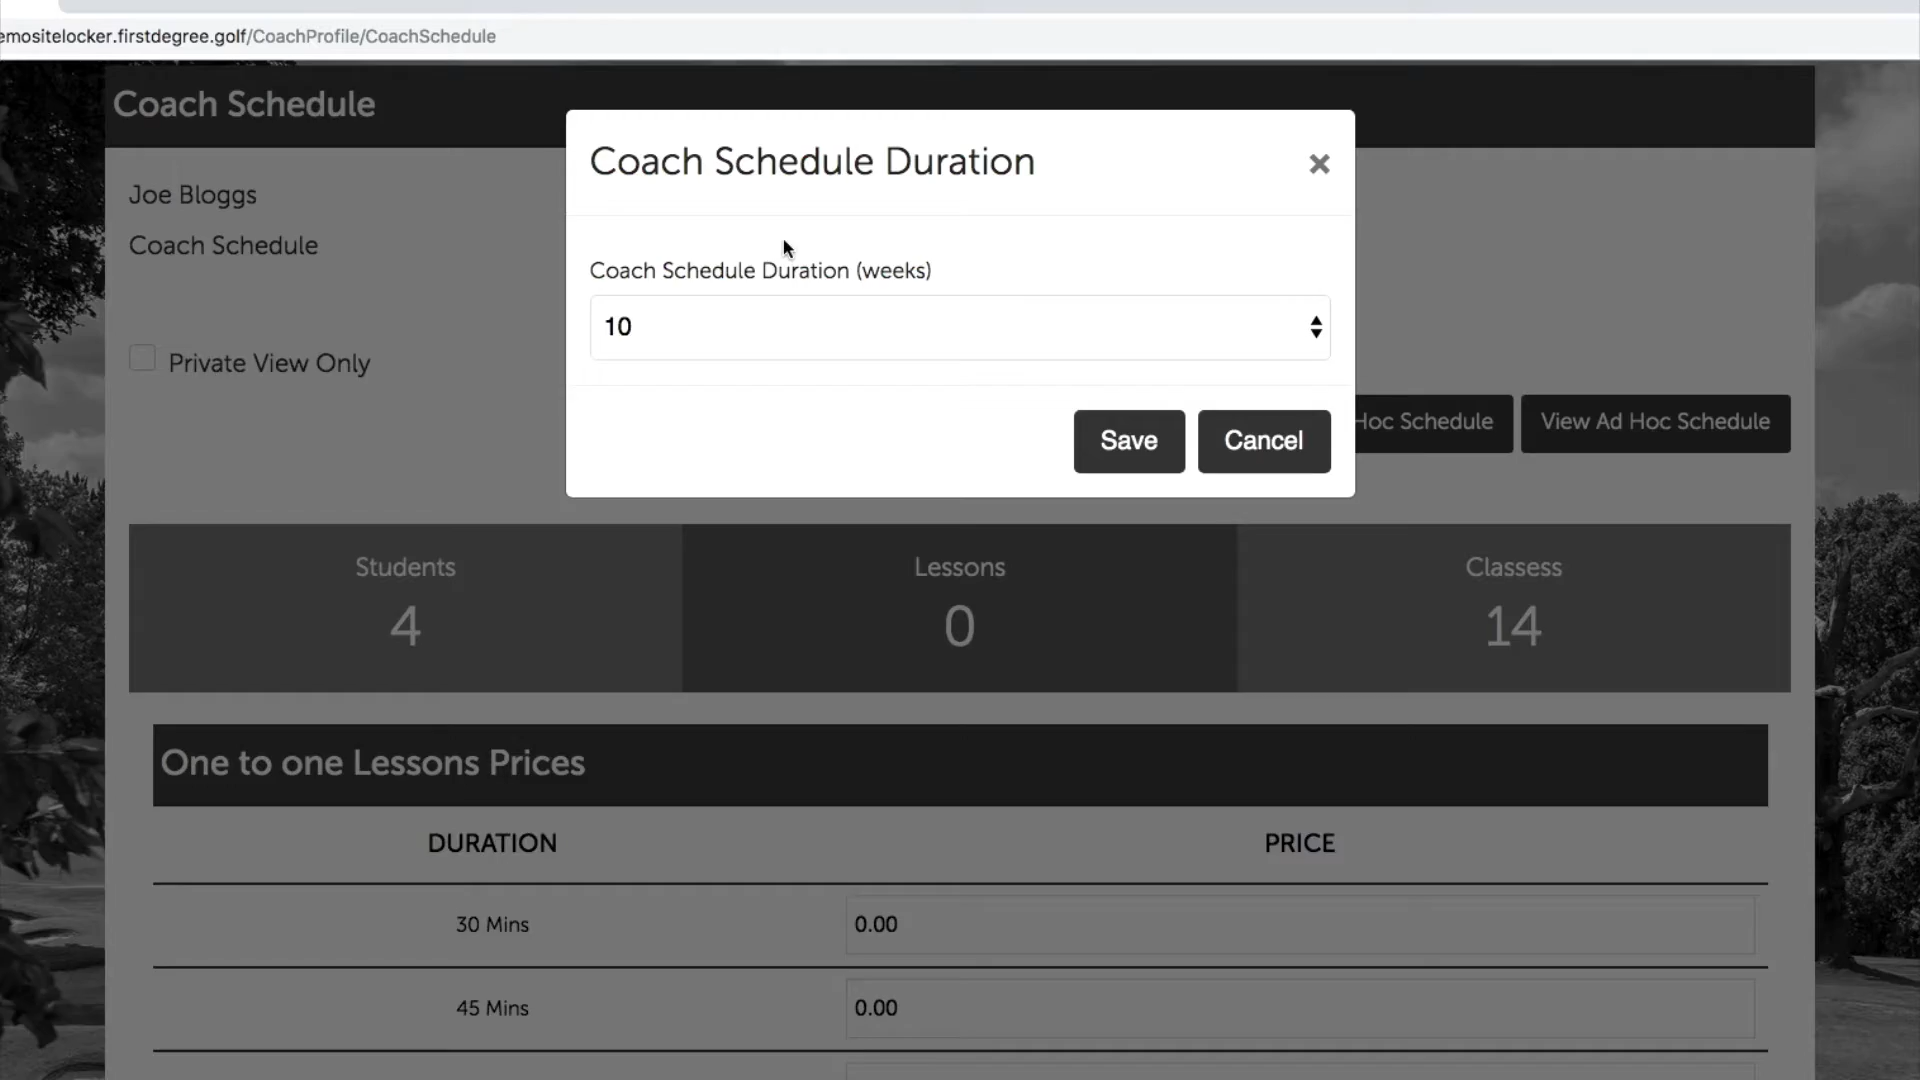 emositelocker.firstdegree.golf/CoachProfile/CoachSchedule
Coach Schedule
Coach Schedule Duration
×
Joe Bloggs
Coach Schedule
Coach Schedule Duration (weeks)
10
Private View Only
Save
Cancel
Hoc Schedule
View Ad Hoc Schedule
Students
Lessons
Classess
4
0
14
One to one Lessons Prices
DURATION
PRICE
30 Mins
0.00
45 Mins
0.00